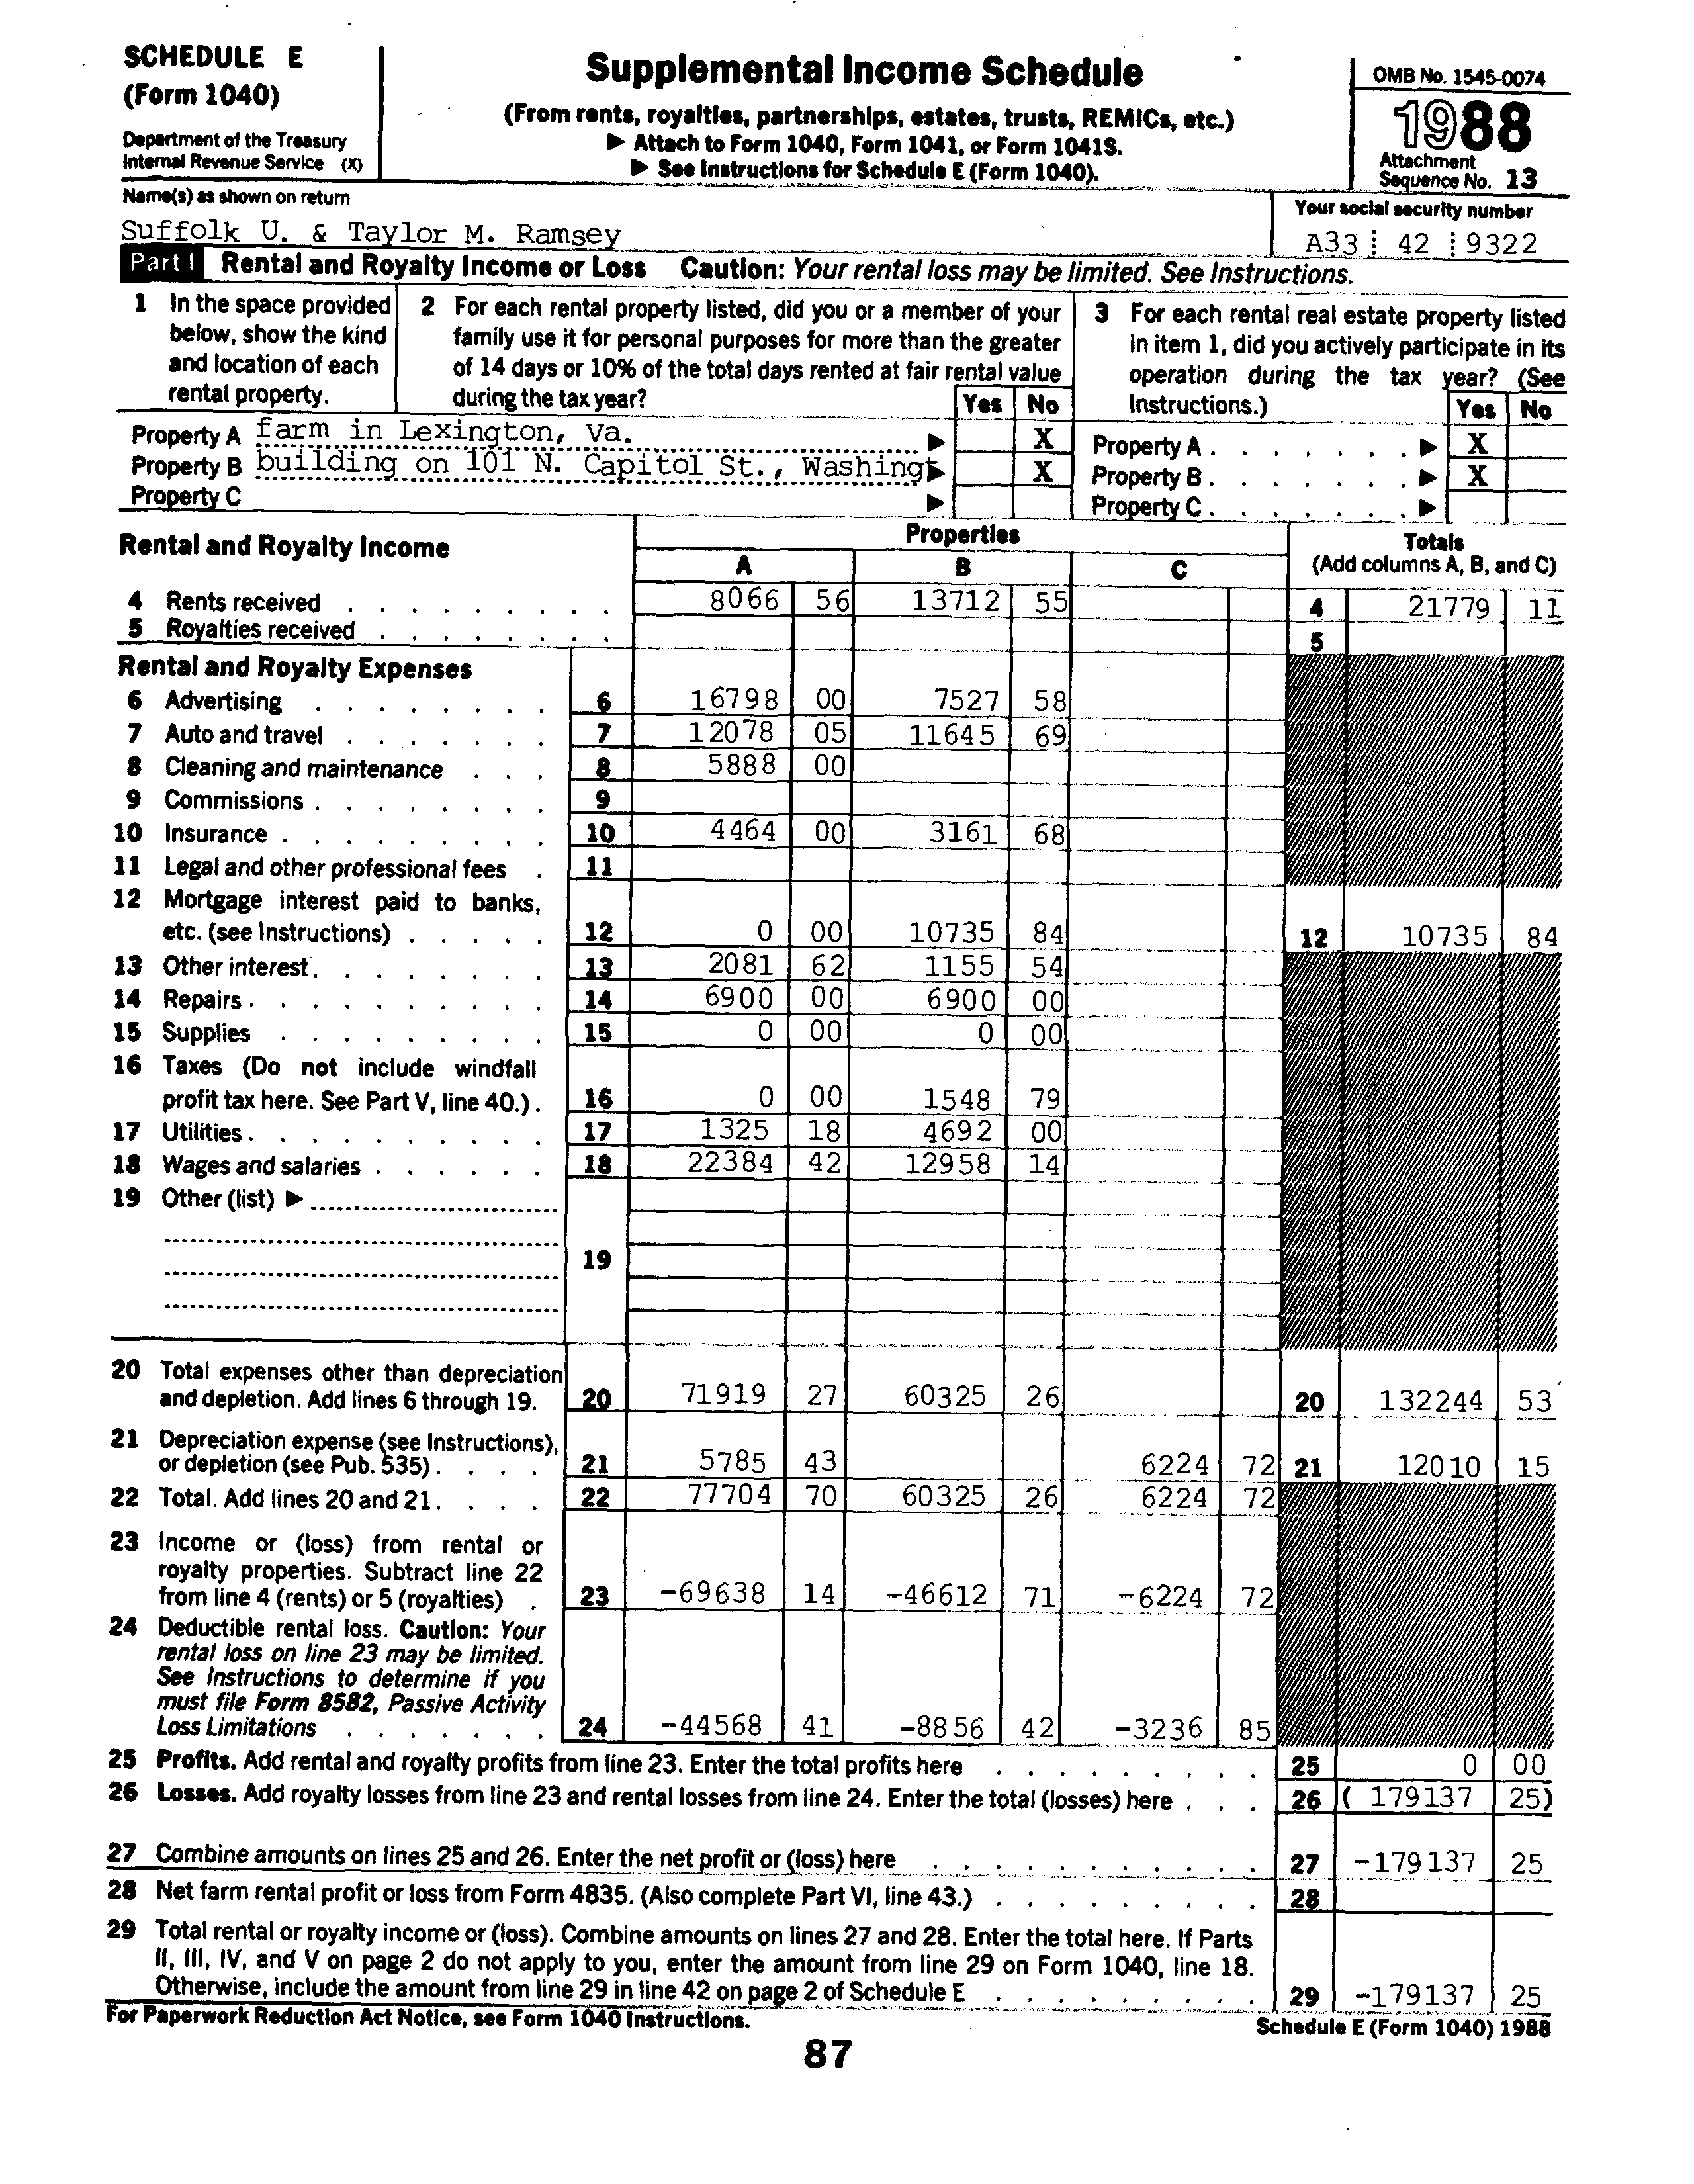 SCHEDULE E
(Form 1040)
Department of the Treasury
Internal Revenue Service (X)
Supplemental Income Schedule
(From rents, royalties, partnerships, estates, trusts, REMICs, etc.)
▶ Attach to Form 1040, Form 1041, or Form 1041S.
▶ See Instructions for Schedule E (Form 1040).
OMB No. 1545-0074
1988
Attachment
Sequence No. 13
Name(s) as shown on return
Suffolk U. & Taylor M. Ramsey
Your social security number
A33 42 9322
Part I Rental and Royalty Income or Loss Caution: Your rental loss may be limited. See Instructions.
1 In the space provided
below, show the kind
and location of each
rental property.
2 For each rental property listed, did you or a member of your
family use it for personal purposes for more than the greater
of 14 days or 10% of the total days rented at fair rental value
during the tax year?
Yes No
3 For each rental real estate property listed
in item 1, did you actively participate in its
operation during the tax year? (See
Instructions.)
Yes No
Property A farm in Lexington, Va. ▶ X
Property B building on 101 N. Capitol St., Washingt ▶ X
Property C ▶
Property A . . . . . . . ▶ X
Property B . . . . . . . ▶ X
Property C . . . . . . . ▶
Rental and Royalty Income
Properties
A B C
Totals
(Add columns A, B, and C)
4 Rents received . . . . . . . . . 8066 56 13712 55 4 21779 11
5 Royalties received . . . . . . . . 5
Rental and Royalty Expenses
6 Advertising . . . . . . . . 6 16798 00 7527 58
7 Auto and travel . . . . . . . 7 12078 05 11645 69
8 Cleaning and maintenance . . . 8 5888 00
9 Commissions . . . . . . . . 9
10 Insurance . . . . . . . . . 10 4464 00 3161 68
11 Legal and other professional fees . 11
12 Mortgage interest paid to banks,
etc. (see Instructions) . . . . . 12 0 00 10735 84 12 10735 84
13 Other interest . . . . . . . . 13 2081 62 1155 54
14 Repairs . . . . . . . . . . 14 6900 00 6900 00
15 Supplies . . . . . . . . . 15 0 00 0 00
16 Taxes (Do not include windfall
profit tax here. See Part V, line 40.) . 16 0 00 1548 79
17 Utilities . . . . . . . . . . 17 1325 18 4692 00
18 Wages and salaries . . . . . . 18 22384 42 12958 14
19 Other (list) ▶
19
20 Total expenses other than depreciation
and depletion. Add lines 6 through 19. 20 71919 27 60325 26 20 132244 53
21 Depreciation expense (see Instructions),
or depletion (see Pub. 535) . . . . 21 5785 43 6224 72 21 12010 15
22 Total. Add lines 20 and 21. . . . 22 77704 70 60325 26 6224 72
23 Income or (loss) from rental or
royalty properties. Subtract line 22
from line 4 (rents) or 5 (royalties) . 23 -69638 14 -46612 71 -6224 72
24 Deductible rental loss. Caution: Your
rental loss on line 23 may be limited.
See Instructions to determine if you
must file Form 8582, Passive Activity
Loss Limitations . . . . . . . 24 -44568 41 -8856 42 -3236 85
25 Profits. Add rental and royalty profits from line 23. Enter the total profits here . . . . . . . . . 25 0 00
26 Losses. Add royalty losses from line 23 and rental losses from line 24. Enter the total (losses) here . . . 26 ( 179137 25)
27 Combine amounts on lines 25 and 26. Enter the net profit or (loss) here . . . . . . . . . . . 27 -179137 25
28 Net farm rental profit or loss from Form 4835. (Also complete Part VI, line 43.) . . . . . . . . . 28
29 Total rental or royalty income or (loss). Combine amounts on lines 27 and 28. Enter the total here. If Parts
II, III, IV, and V on page 2 do not apply to you, enter the amount from line 29 on Form 1040, line 18.
Otherwise, include the amount from line 29 in line 42 on page 2 of Schedule E . . . . . . . . . 29 -179137 25
For Paperwork Reduction Act Notice, see Form 1040 Instructions.
Schedule E (Form 1040) 1988
87